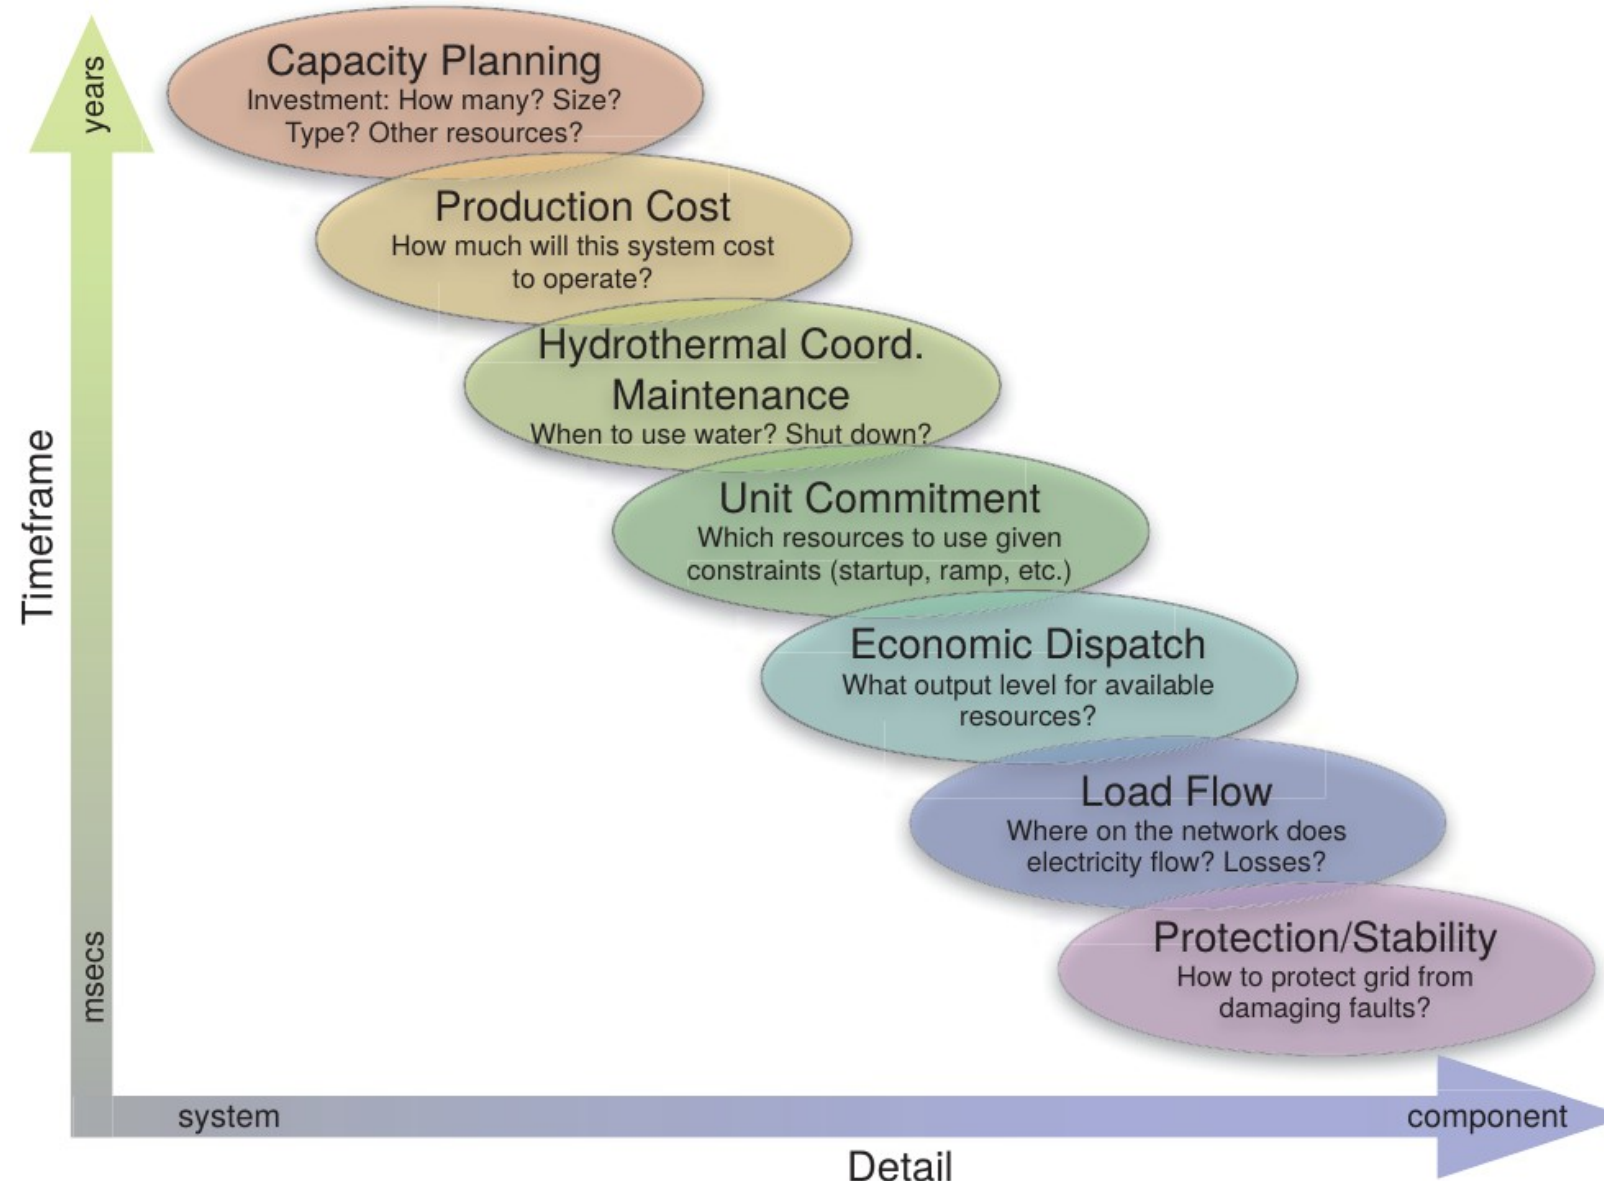 years
Capacity Planning
Investment: How many? Size?
Type? Other resources?
Production Cost
How much will this system cost
to operate?
Hydrothermal Coord.
Maintenance
When to use water? Shut down?
Timeframe
Unit Commitment
Which resources to use given
constraints (startup, ramp, etc.)
Economic Dispatch
What output level for available
resources?
Load Flow
Where on the network does
electricity flow? Losses?
Protection/Stability
How to protect grid from
damaging faults?
msecs
system
component
Detail